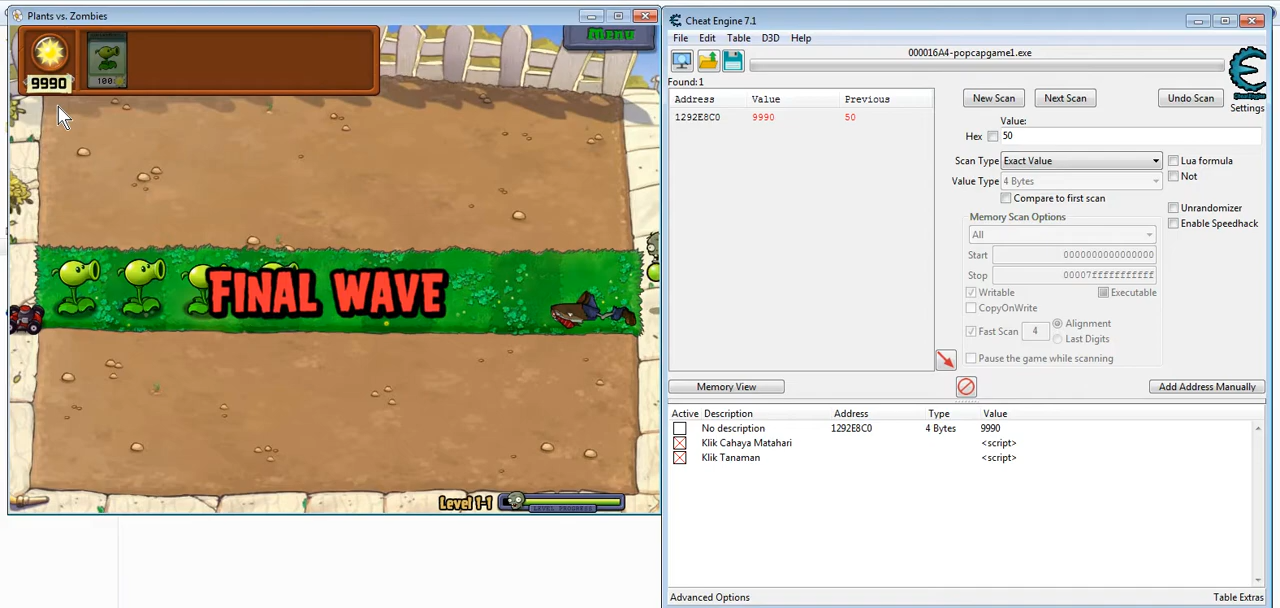 Plants vs. Zombies
Menu
9990
100
FINAL WAVE
Level 1-1
LEVEL PROGRESS
Cheat Engine 7.1
File Edit Table D3D Help
000016A4-popcapgame1.exe
Settings
Found:1
Address Value Previous
1292E8C0 9990 50
New Scan Next Scan Undo Scan
Value:
Hex 50
Scan Type Exact Value Lua formula
Value Type 4 Bytes Not
Compare to first scan
Memory Scan Options
All
Unrandomizer
Enable Speedhack
Start 0000000000000000
Stop 00007fffffffffff
Writable Executable
CopyOnWrite
Fast Scan 4 Alignment
Last Digits
Pause the game while scanning
Memory View Add Address Manually
Active Description Address Type Value
No description 1292E8C0 4 Bytes 9990
Klik Cahaya Matahari <script>
Klik Tanaman <script>
Advanced Options Table Extras